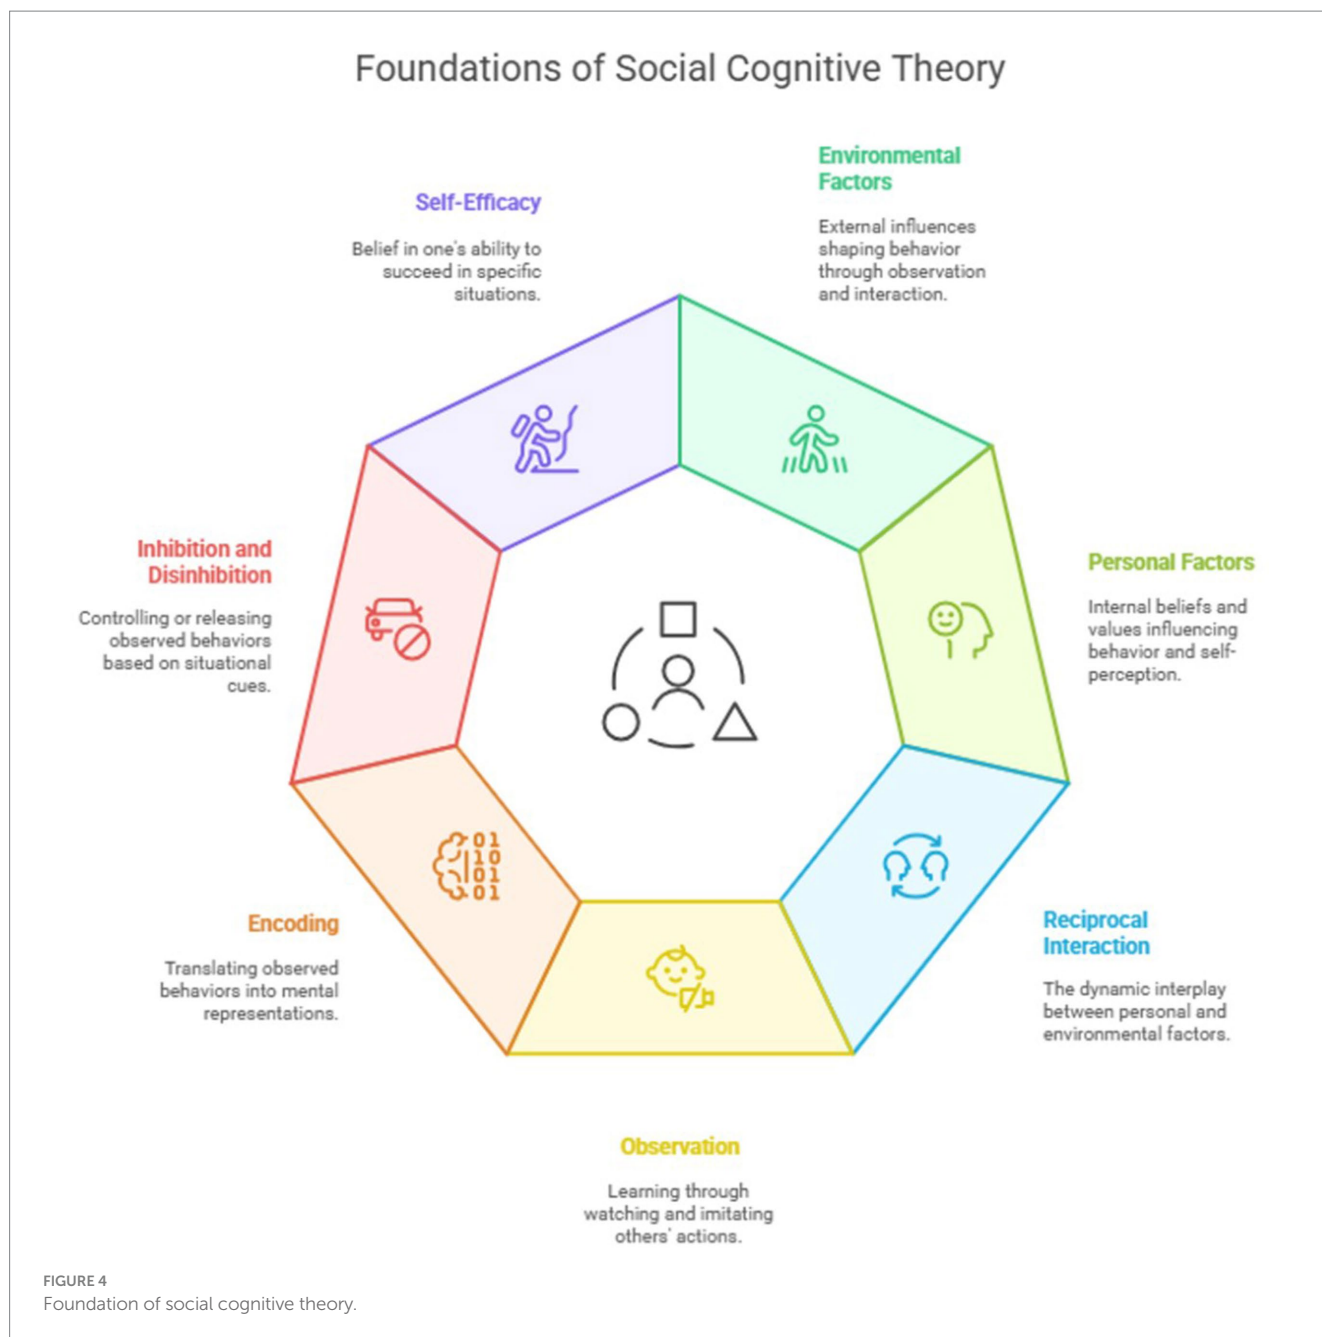 Foundations of Social Cognitive Theory
Environmental
Factors
External influences
shaping behavior
through observation
and interaction.
Self-Efficacy
Belief in one's ability to
succeed in specific
situations.
Inhibition and
Disinhibition
Controlling or releasing
observed behaviors
based on situational
cues.
Personal Factors
Internal beliefs and
values influencing
behavior and self-
perception.
01
10
01
01
Encoding
Translating observed
behaviors into mental
representations.
Reciprocal
Interaction
The dynamic interplay
between personal and
environmental factors.
Observation
Learning through
watching and imitating
others' actions.
FIGURE 4
Foundation of social cognitive theory.